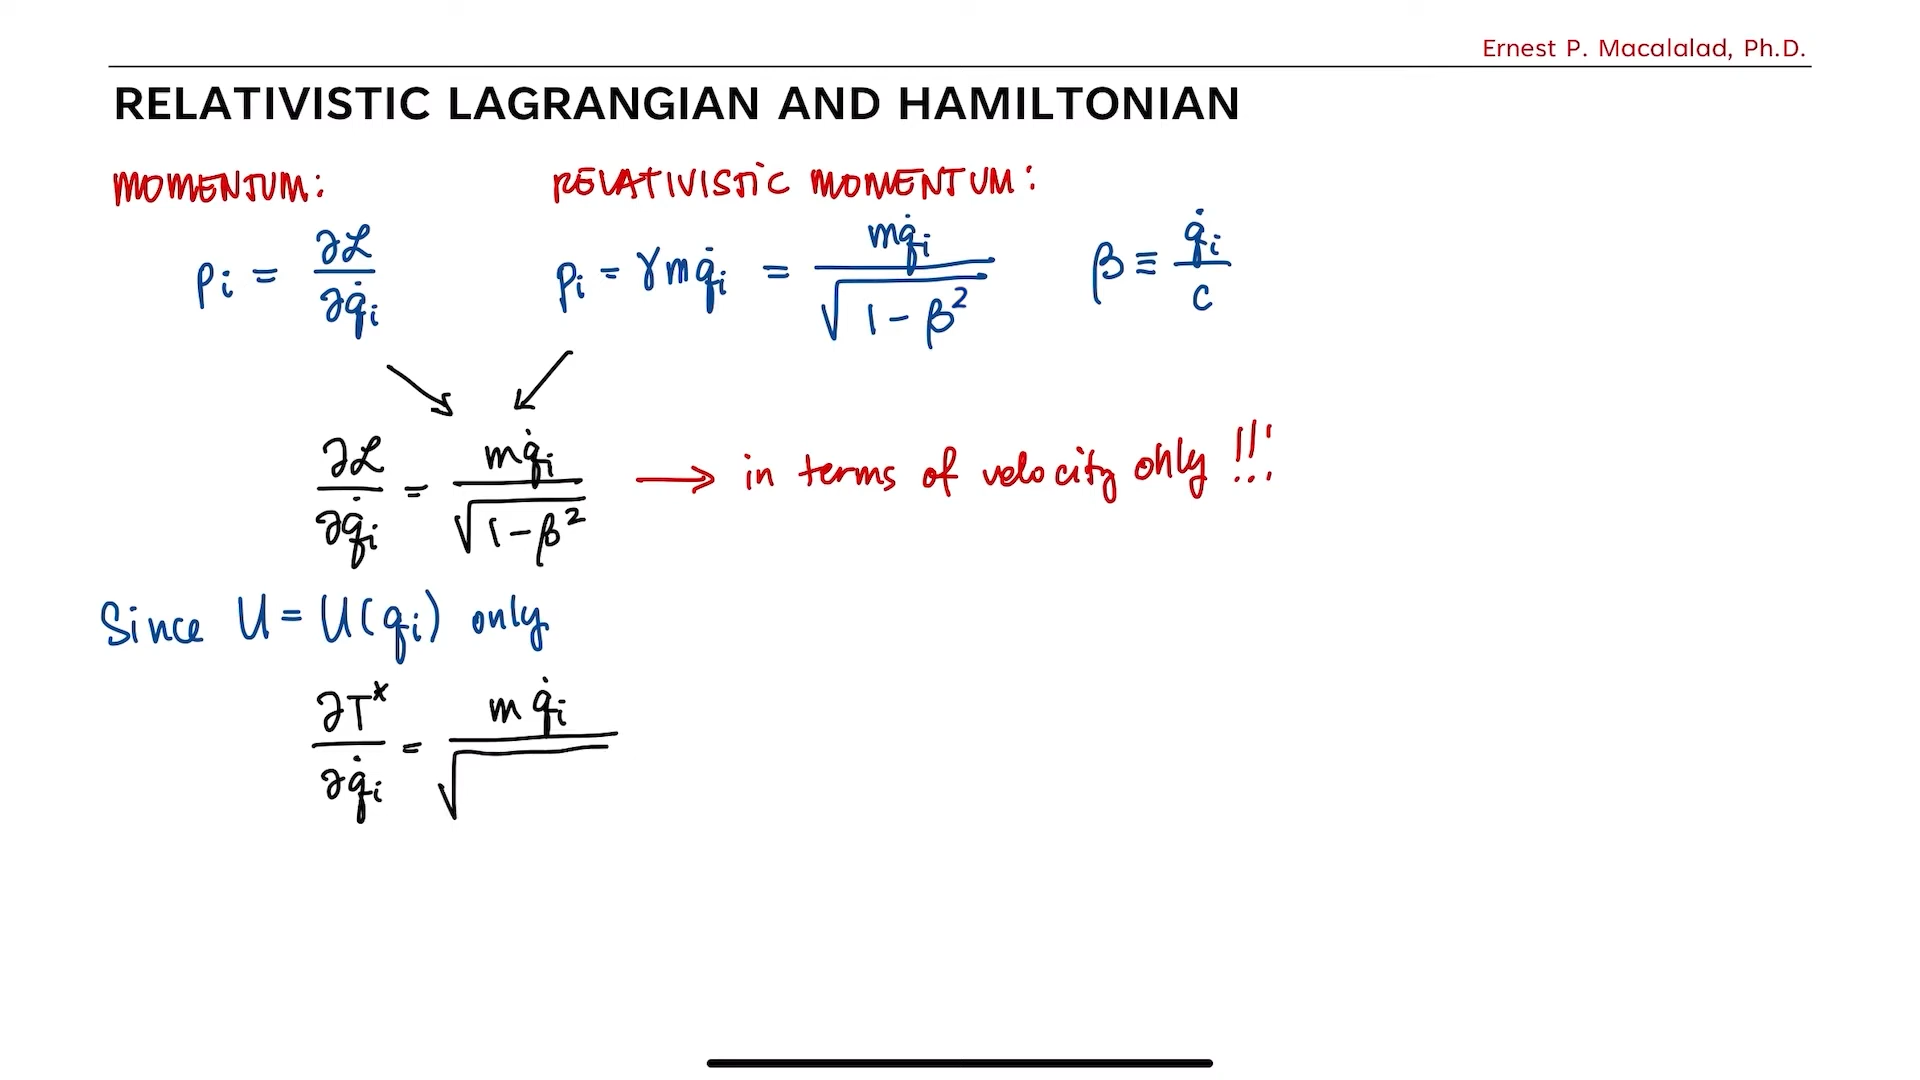 Ernest P. Macalalad, Ph.D.
RELATIVISTIC LAGRANGIAN AND HAMILTONIAN
MOMENTUM: RELATIVISTIC MOMENTUM:
pᵢ = ∂ℒ/∂q̇ᵢ pᵢ = γmq̇ᵢ = mq̇ᵢ/√(1-β²) β ≡ q̇ᵢ/c
∂ℒ/∂q̇ᵢ = mq̇ᵢ/√(1-β²) → in terms of velocity only !!!
Since U = U(qᵢ) only
∂T*/∂q̇ᵢ = mq̇ᵢ/√